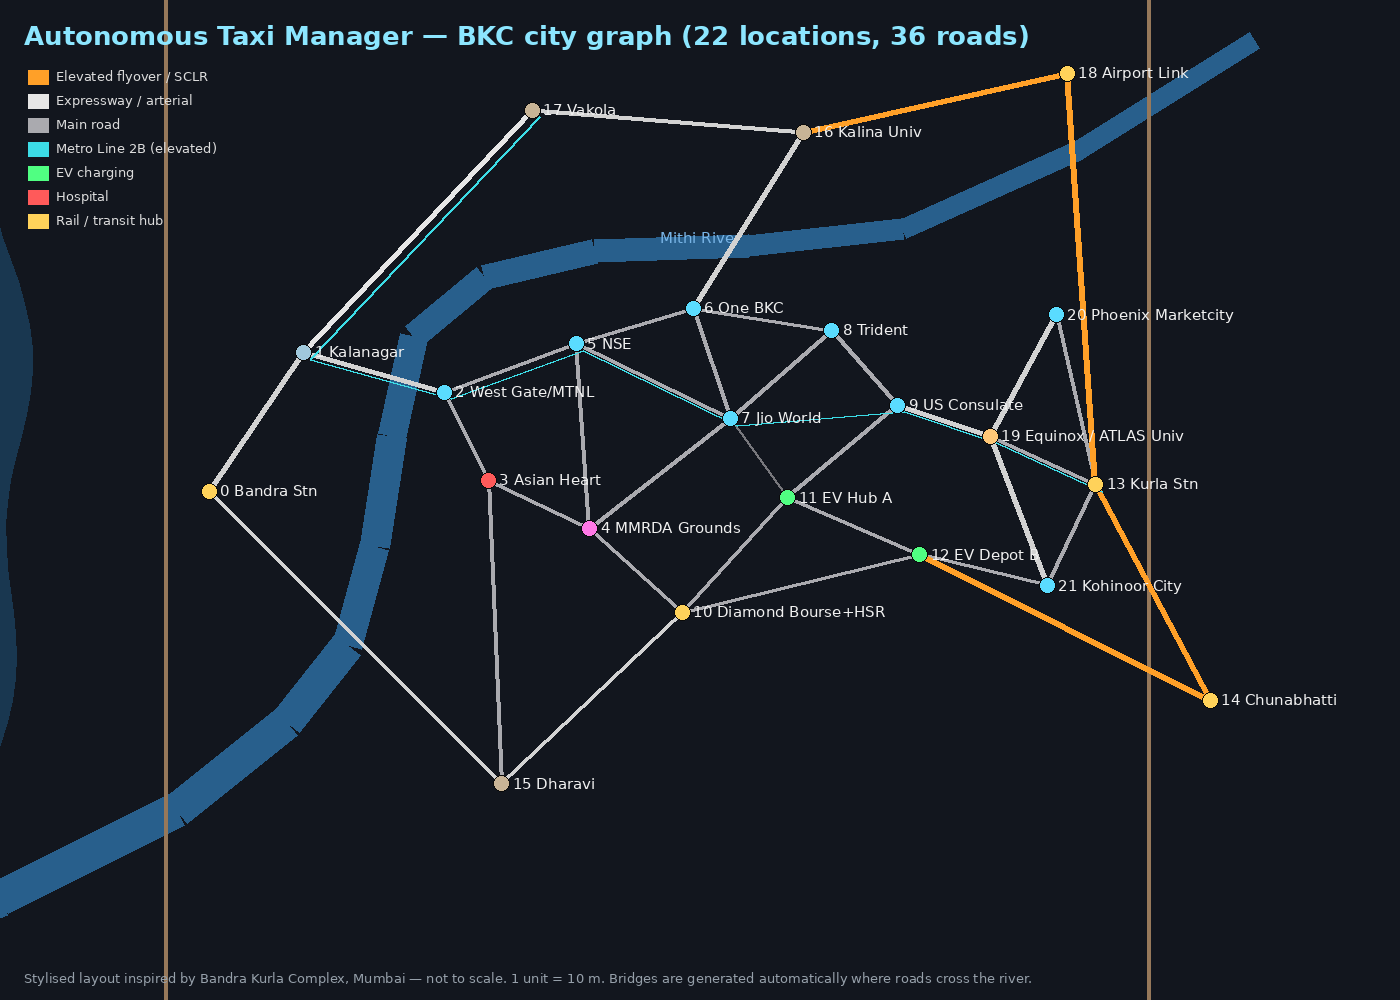 Autonomous Taxi Manager — BKC city graph (22 locations, 36 roads)
Elevated flyover / SCLR
Expressway / arterial
Main road
Metro Line 2B (elevated)
EV charging
Hospital
Rail / transit hub
18 Airport Link
17 Vakola
16 Kalina Univ
Mithi River
6 One BKC
20 Phoenix Marketcity
8 Trident
5 NSE
1 Kalanagar
2 West Gate/MTNL
9 US Consulate
7 Jio World
19 Equinox / ATLAS Univ
3 Asian Heart
13 Kurla Stn
0 Bandra Stn
11 EV Hub A
4 MMRDA Grounds
12 EV Depot B
21 Kohinoor City
10 Diamond Bourse+HSR
14 Chunabhatti
15 Dharavi
Stylised layout inspired by Bandra Kurla Complex, Mumbai — not to scale. 1 unit = 10 m. Bridges are generated automatically where roads cross the river.